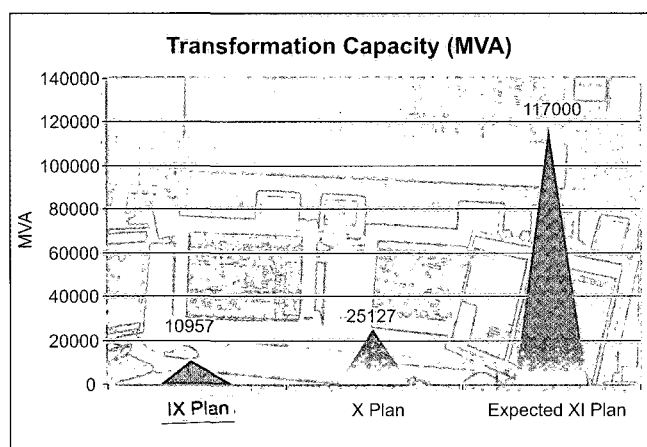 Transformation Capacity (MVA)
140000
120000
100000
80000
60000
40000
20000
0
MVA
10957
25127
117000
IX Plan
X Plan
Expected XI Plan